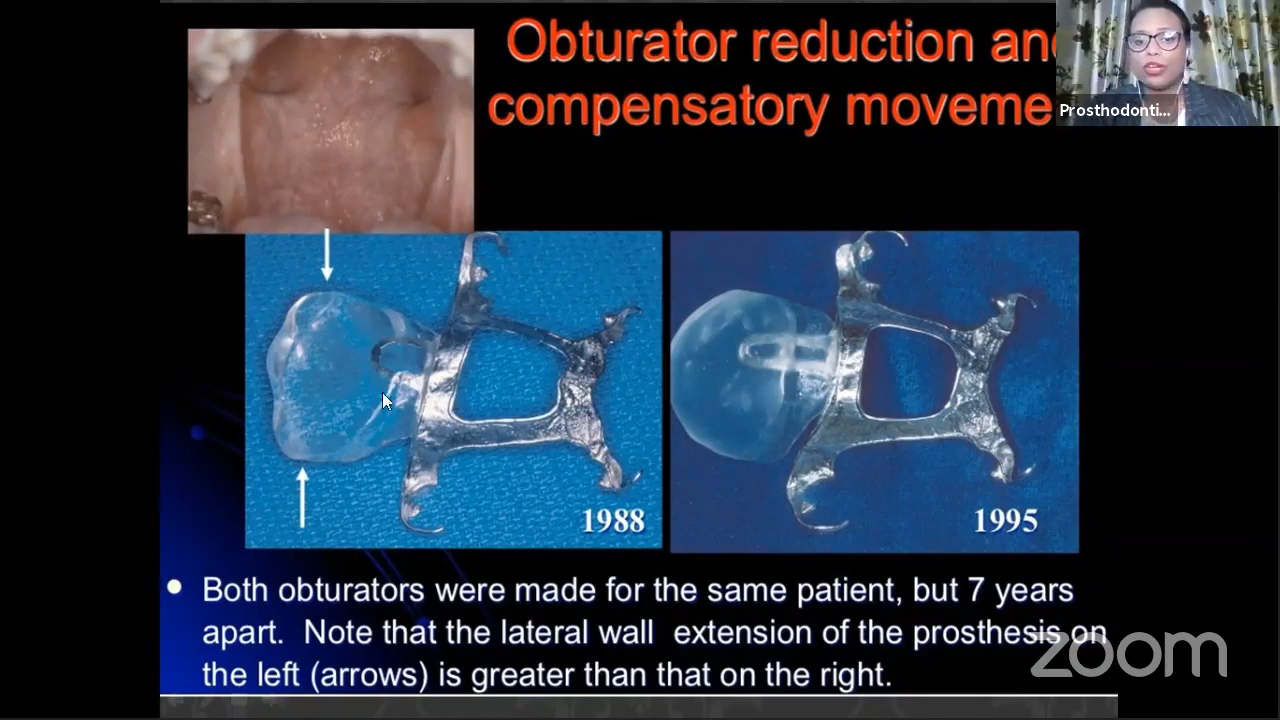 Obturator reduction and
compensatory moveme
Prosthodonti...
1988
1995
Both obturators were made for the same patient, but 7 years
apart. Note that the lateral wall extension of the prosthesis on
the left (arrows) is greater than that on the right.
zoom